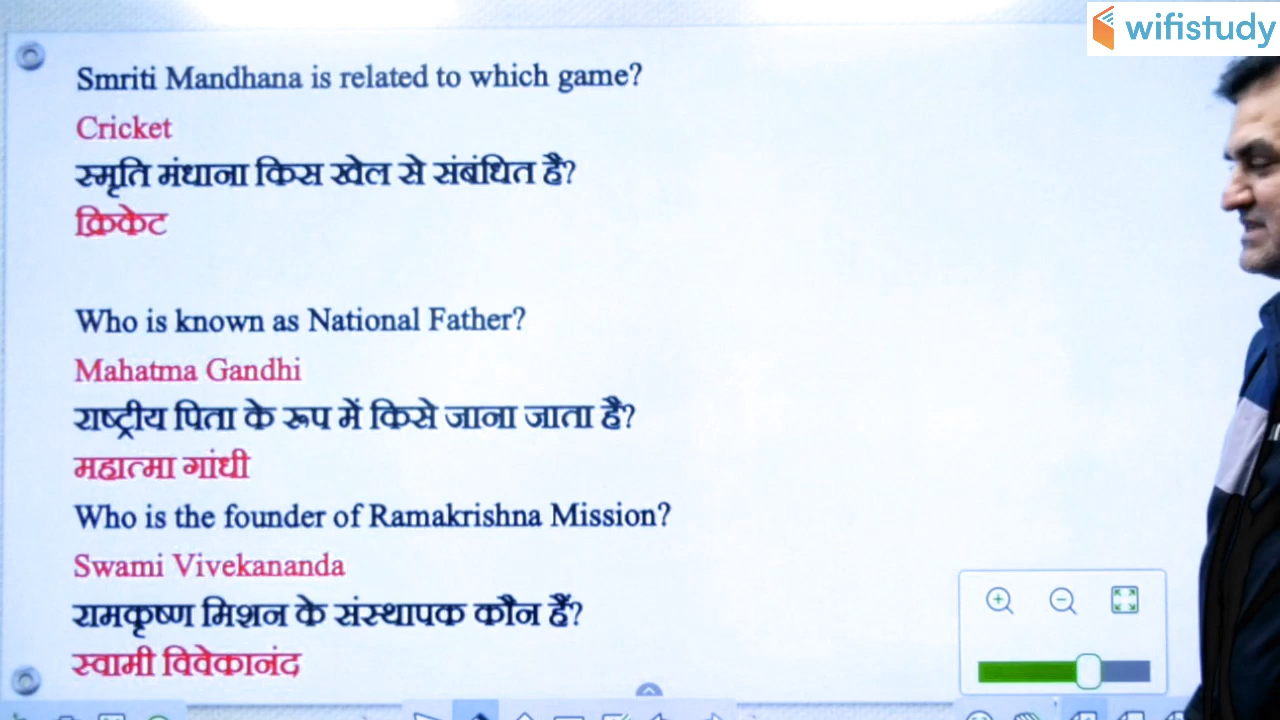 wifistudy
Smriti Mandhana is related to which game?
Cricket
स्मृति मंधाना किस खेल से संबंधित है?
क्रिकेट
Who is known as National Father?
Mahatma Gandhi
राष्ट्रीय पिता के रूप में किसे जाना जाता है?
महात्मा गांधी
Who is the founder of Ramakrishna Mission?
Swami Vivekananda
रामकृष्ण मिशन के संस्थापक कौन हैं?
स्वामी विवेकानंद